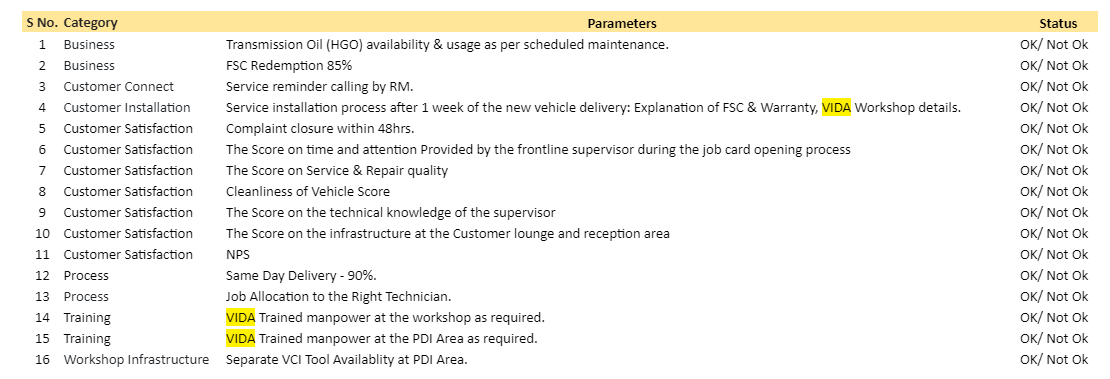 S No. Category Parameters Status
1 Business Transmission Oil (HGO) availability & usage as per scheduled maintenance. OK/ Not Ok
2 Business FSC Redemption 85% OK/ Not Ok
3 Customer Connect Service reminder calling by RM. OK/ Not Ok
4 Customer Installation Service installation process after 1 week of the new vehicle delivery: Explanation of FSC & Warranty, VIDA Workshop details. OK/ Not Ok
5 Customer Satisfaction Complaint closure within 48hrs. OK/ Not Ok
6 Customer Satisfaction The Score on time and attention Provided by the frontline supervisor during the job card opening process OK/ Not Ok
7 Customer Satisfaction The Score on Service & Repair quality OK/ Not Ok
8 Customer Satisfaction Cleanliness of Vehicle Score OK/ Not Ok
9 Customer Satisfaction The Score on the technical knowledge of the supervisor OK/ Not Ok
10 Customer Satisfaction The Score on the infrastructure at the Customer lounge and reception area OK/ Not Ok
11 Customer Satisfaction NPS OK/ Not Ok
12 Process Same Day Delivery - 90%. OK/ Not Ok
13 Process Job Allocation to the Right Technician. OK/ Not Ok
14 Training VIDA Trained manpower at the workshop as required. OK/ Not Ok
15 Training VIDA Trained manpower at the PDI Area as required. OK/ Not Ok
16 Workshop Infrastructure Separate VCI Tool Availablity at PDI Area. OK/ Not Ok